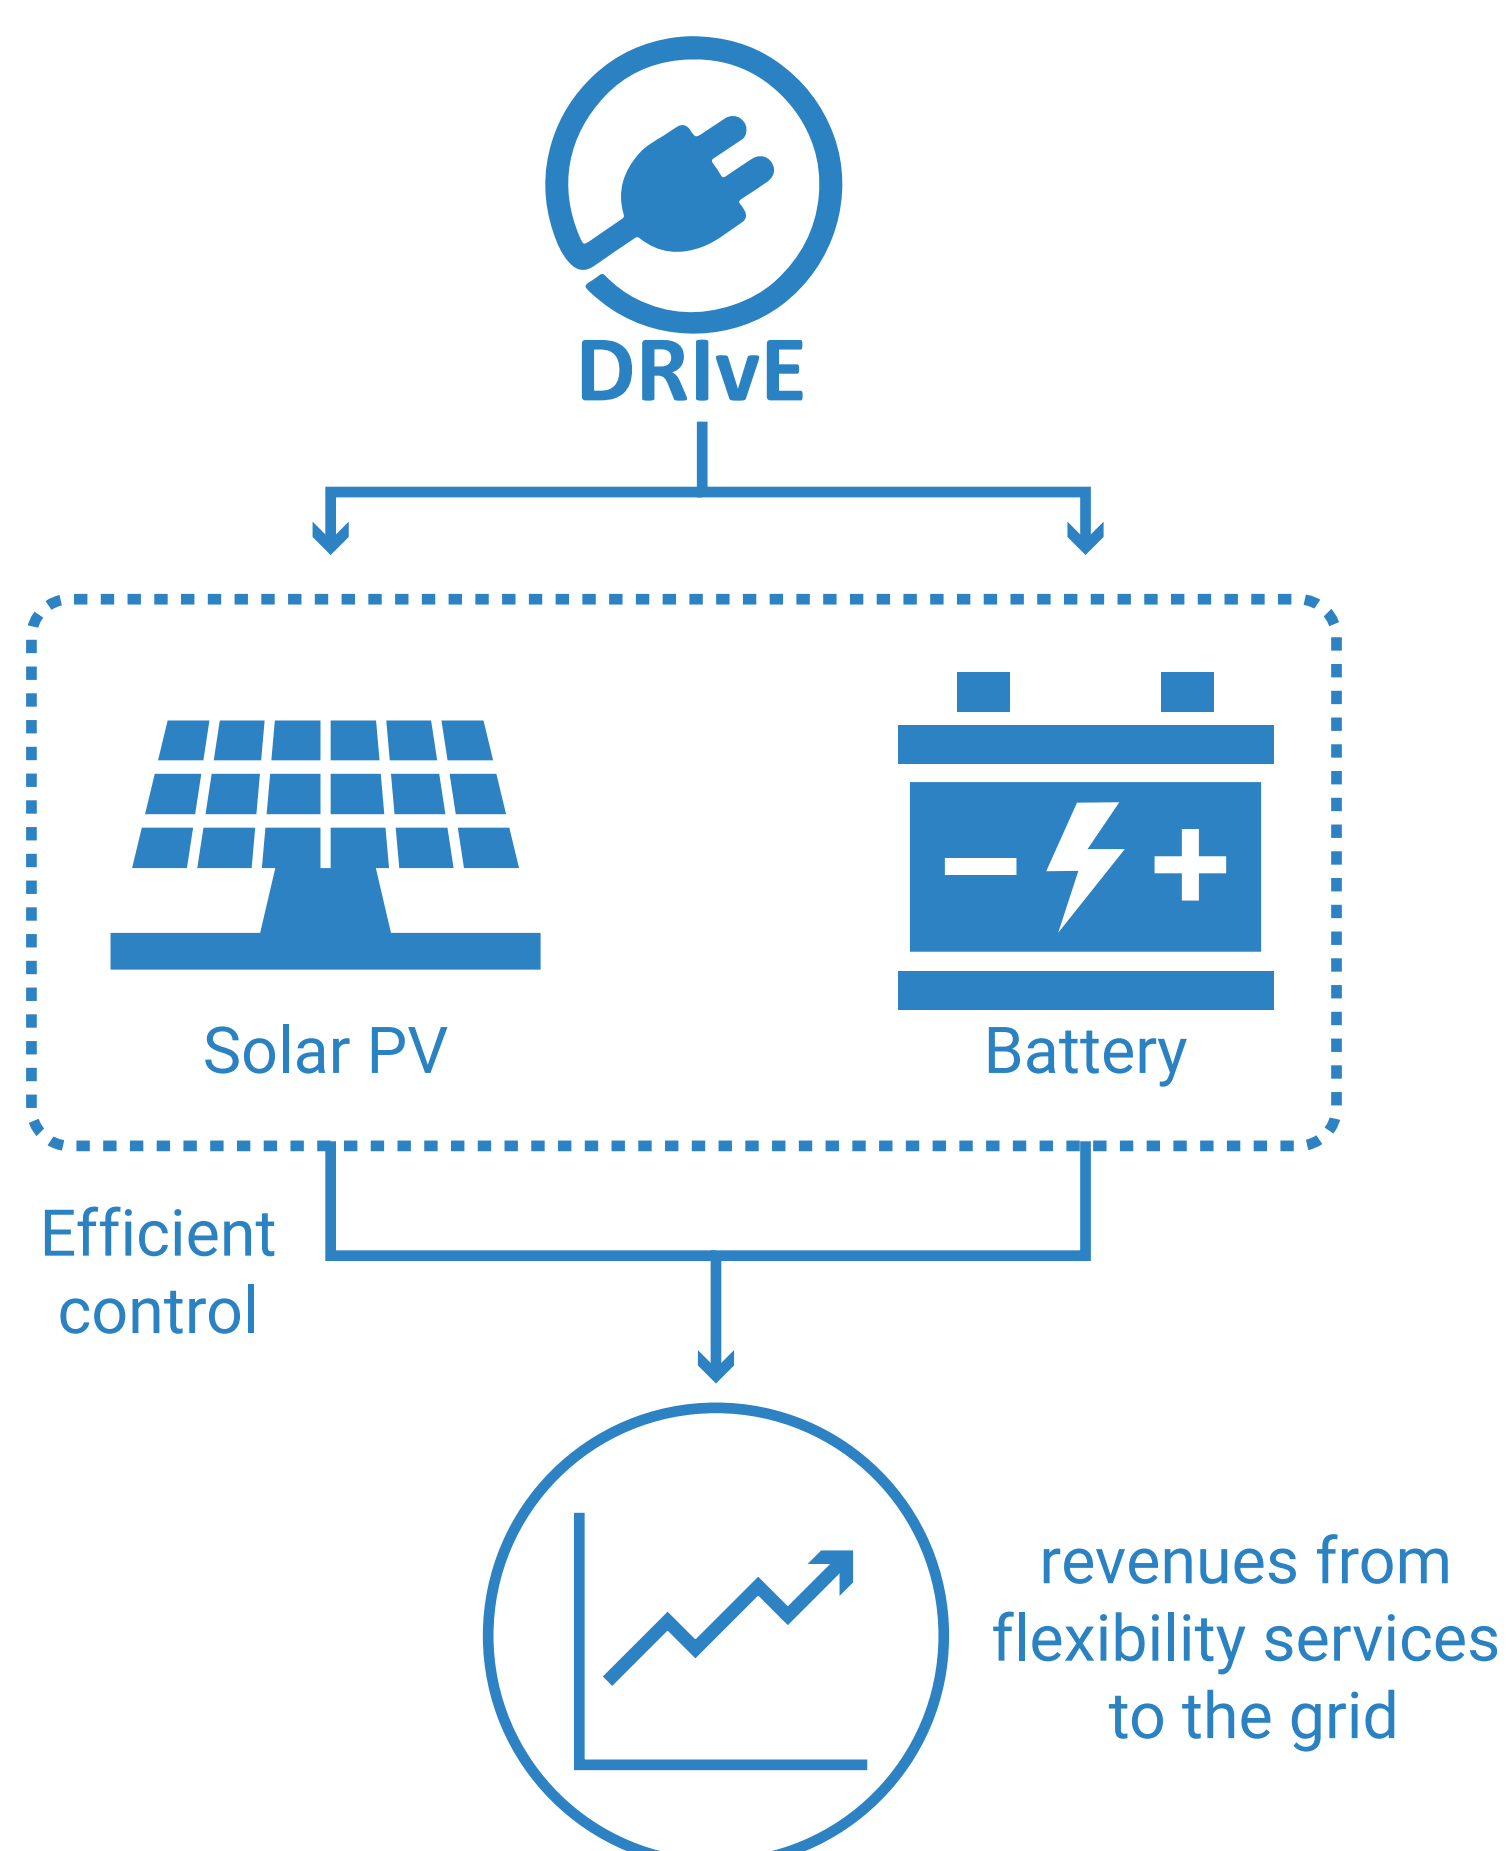 DRIvE
Solar PV
Battery
Efficient
control
revenues from
flexibility services
to the grid